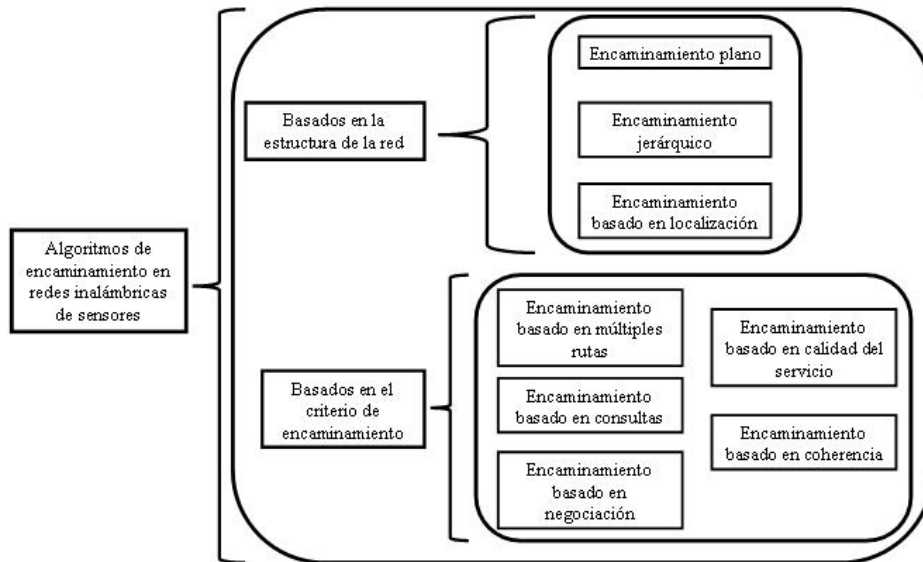 Algoritmos de
encaminamiento en
redes inalámbricas
de sensores
Basados en la
estructura de la red
Encaminamiento plano
Encaminamiento
jerárquico
Encaminamiento
basado en localización
Basados en el
criterio de
encaminamiento
Encaminamiento
basado en múltiples
rutas
Encaminamiento
basado en consultas
Encaminamiento
basado en
negociación
Encaminamiento
basado en calidad del
servicio
Encaminamiento
basado en coherencia